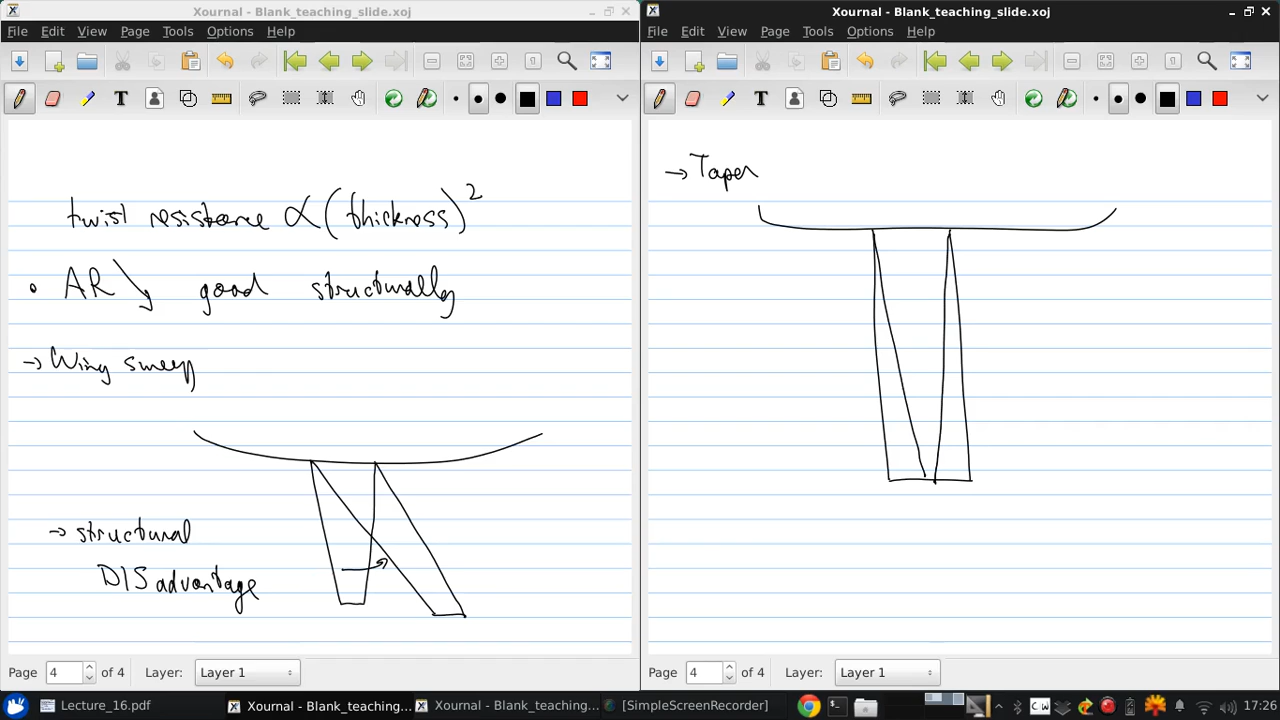 Xournal - Blank_teaching_slide.xoj
File Edit View Page Tools Options Help
twist resistance ∝ (thickness)²
• AR ↘ good structurally
→ Wing sweep
→ structural
DISadvantage
Page 4 of 4 Layer: Layer 1
Xournal - Blank_teaching_slide.xoj
File Edit View Page Tools Options Help
→ Taper
Page 4 of 4 Layer: Layer 1
Lecture_16.pdf Xournal - Blank_teaching... Xournal - Blank_teaching... [SimpleScreenRecorder] 17:26